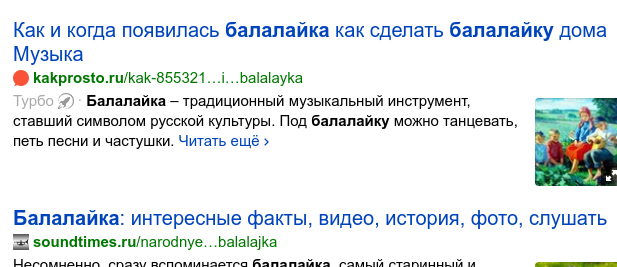 Как и когда появилась балалайка как сделать балалайку дома
Музыка
kakprosto.ru/kak-855321…i…balalayka
Турбо · Балалайка – традиционный музыкальный инструмент,
ставший символом русской культуры. Под балалайку можно танцевать,
петь песни и частушки. Читать ещё ›
Балалайка: интересные факты, видео, история, фото, слушать
soundtimes.ru/narodnye…balalajka
Несомненно, сразу вспоминается балалайка, самый старинный и